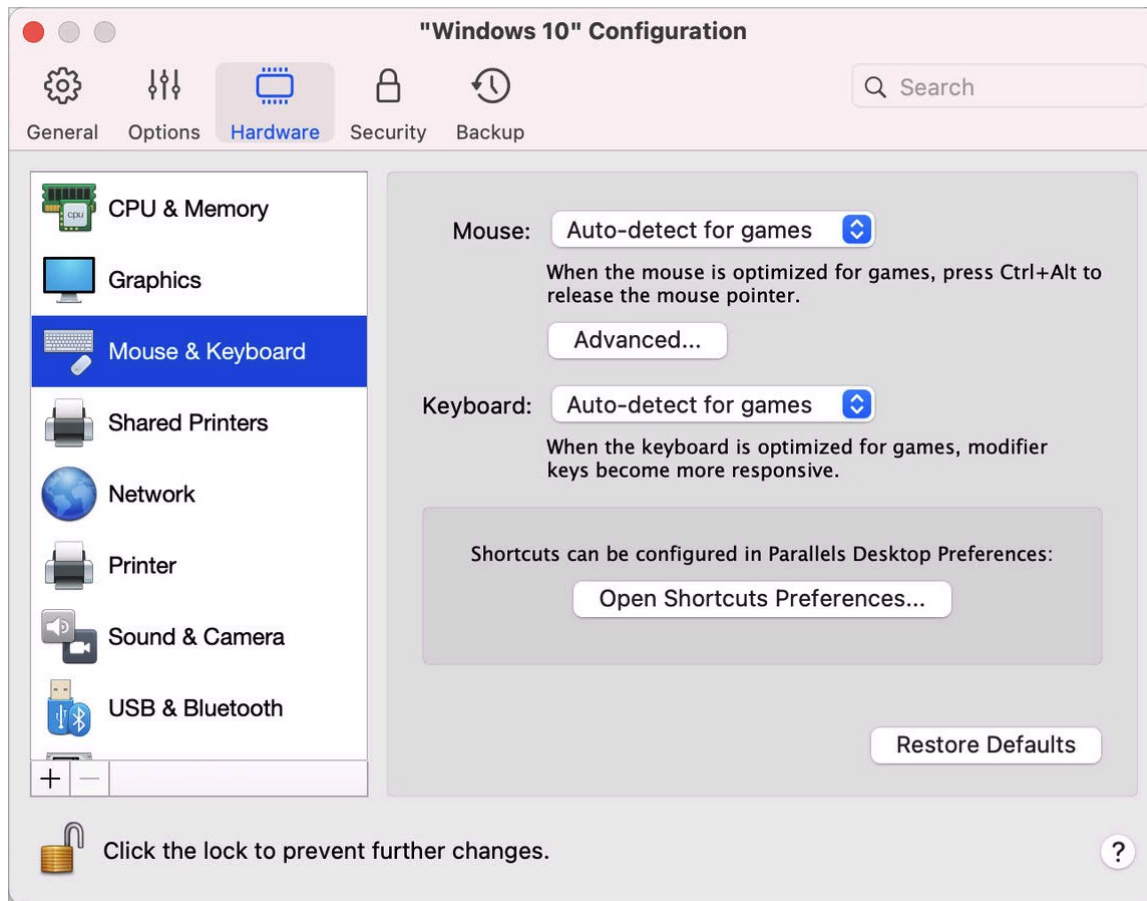 "Windows 10" Configuration
General
Options
Hardware
Security
Backup
Search
CPU & Memory
Graphics
Mouse & Keyboard
Shared Printers
Network
Printer
Sound & Camera
USB & Bluetooth
Mouse: Auto-detect for games
When the mouse is optimized for games, press Ctrl+Alt to
release the mouse pointer.
Advanced...
Keyboard: Auto-detect for games
When the keyboard is optimized for games, modifier
keys become more responsive.
Shortcuts can be configured in Parallels Desktop Preferences:
Open Shortcuts Preferences...
Restore Defaults
Click the lock to prevent further changes.
?